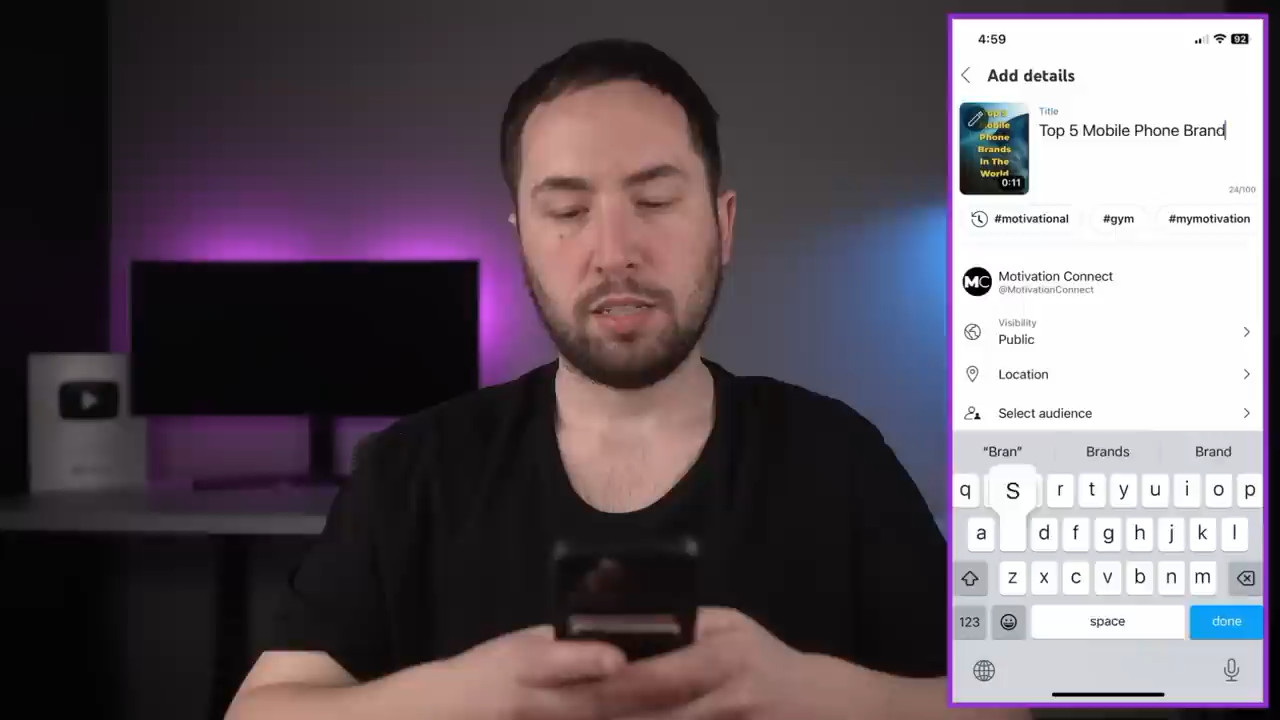 4:59
92
Add details
Top 5
Mobile
Phone
Brands
In The
World
0:11
Title
Top 5 Mobile Phone Brand
24/100
#motivational
#gym
#mymotivation
MC
Motivation Connect
@MotivationConnect
Visibility
Public
Location
Select audience
“Bran”
Brands
Brand
q S r t y u i o p
a d f g h j k l
z x c v b n m
123
space
done